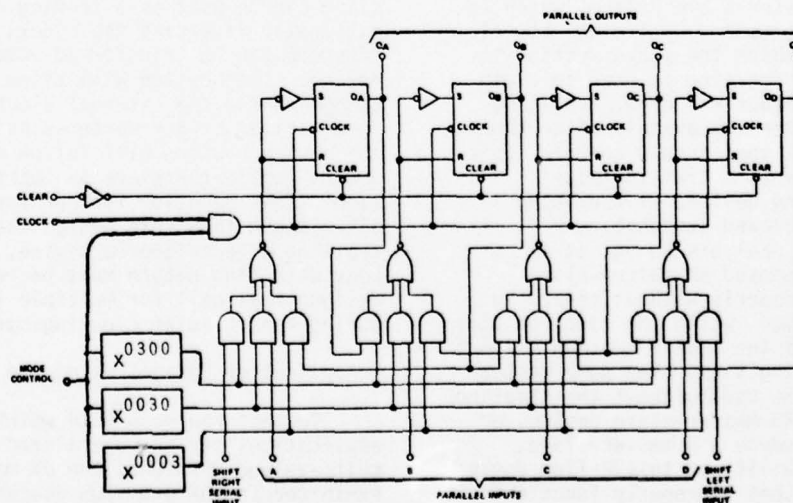 PARALLEL OUTPUTS
QA QB QC
S QA S QB S QC S QD
CLOCK CLOCK CLOCK CLOCK
R R R R
CLEAR CLEAR CLEAR CLEAR
CLEAR
CLOCK
MODE
CONTROL
X0300
X0030
X0003
SHIFT
RIGHT
SERIAL
INPUT
A B
PARALLEL INPUTS
SHIFT
LEFT
SERIAL
INPUT